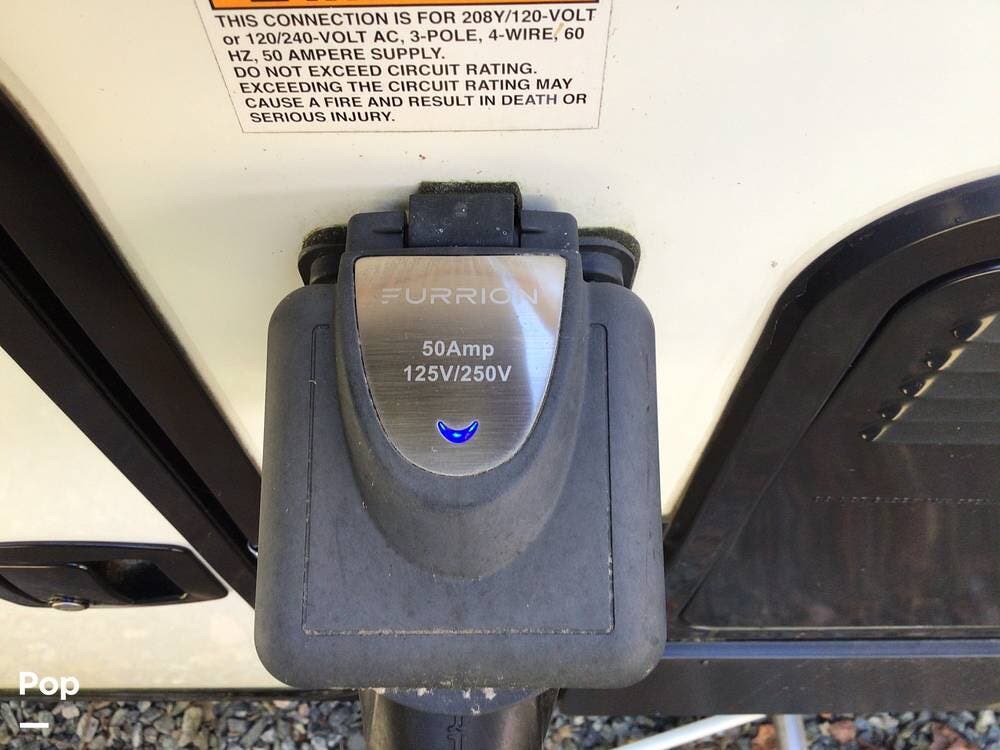 THIS CONNECTION IS FOR 208Y/120-VOLT
or 120/240-VOLT AC, 3-POLE, 4-WIRE, 60
HZ, 50 AMPERE SUPPLY.
DO NOT EXCEED CIRCUIT RATING.
EXCEEDING THE CIRCUIT RATING MAY
CAUSE A FIRE AND RESULT IN DEATH OR
SERIOUS INJURY.
FURRION
50Amp
125V/250V
Pop